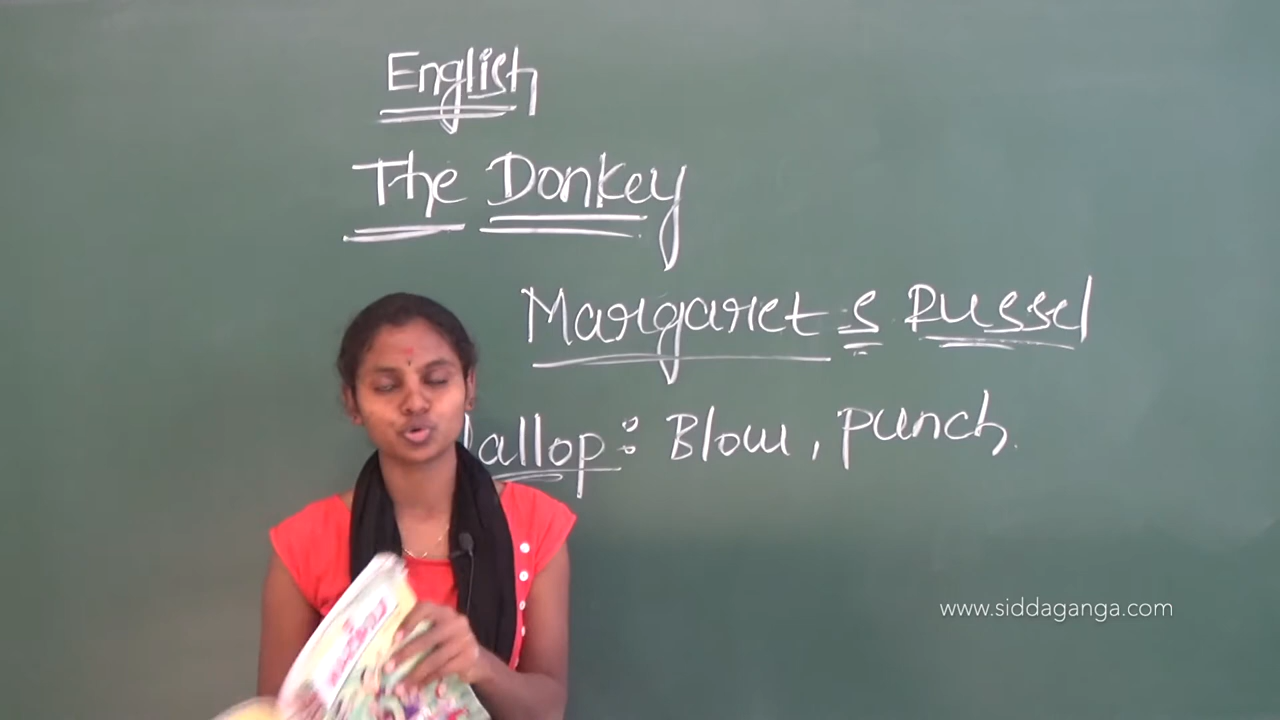 English
The Donkey
Margaret s Russel
allop : Blow, punch.
www.siddaganga.com